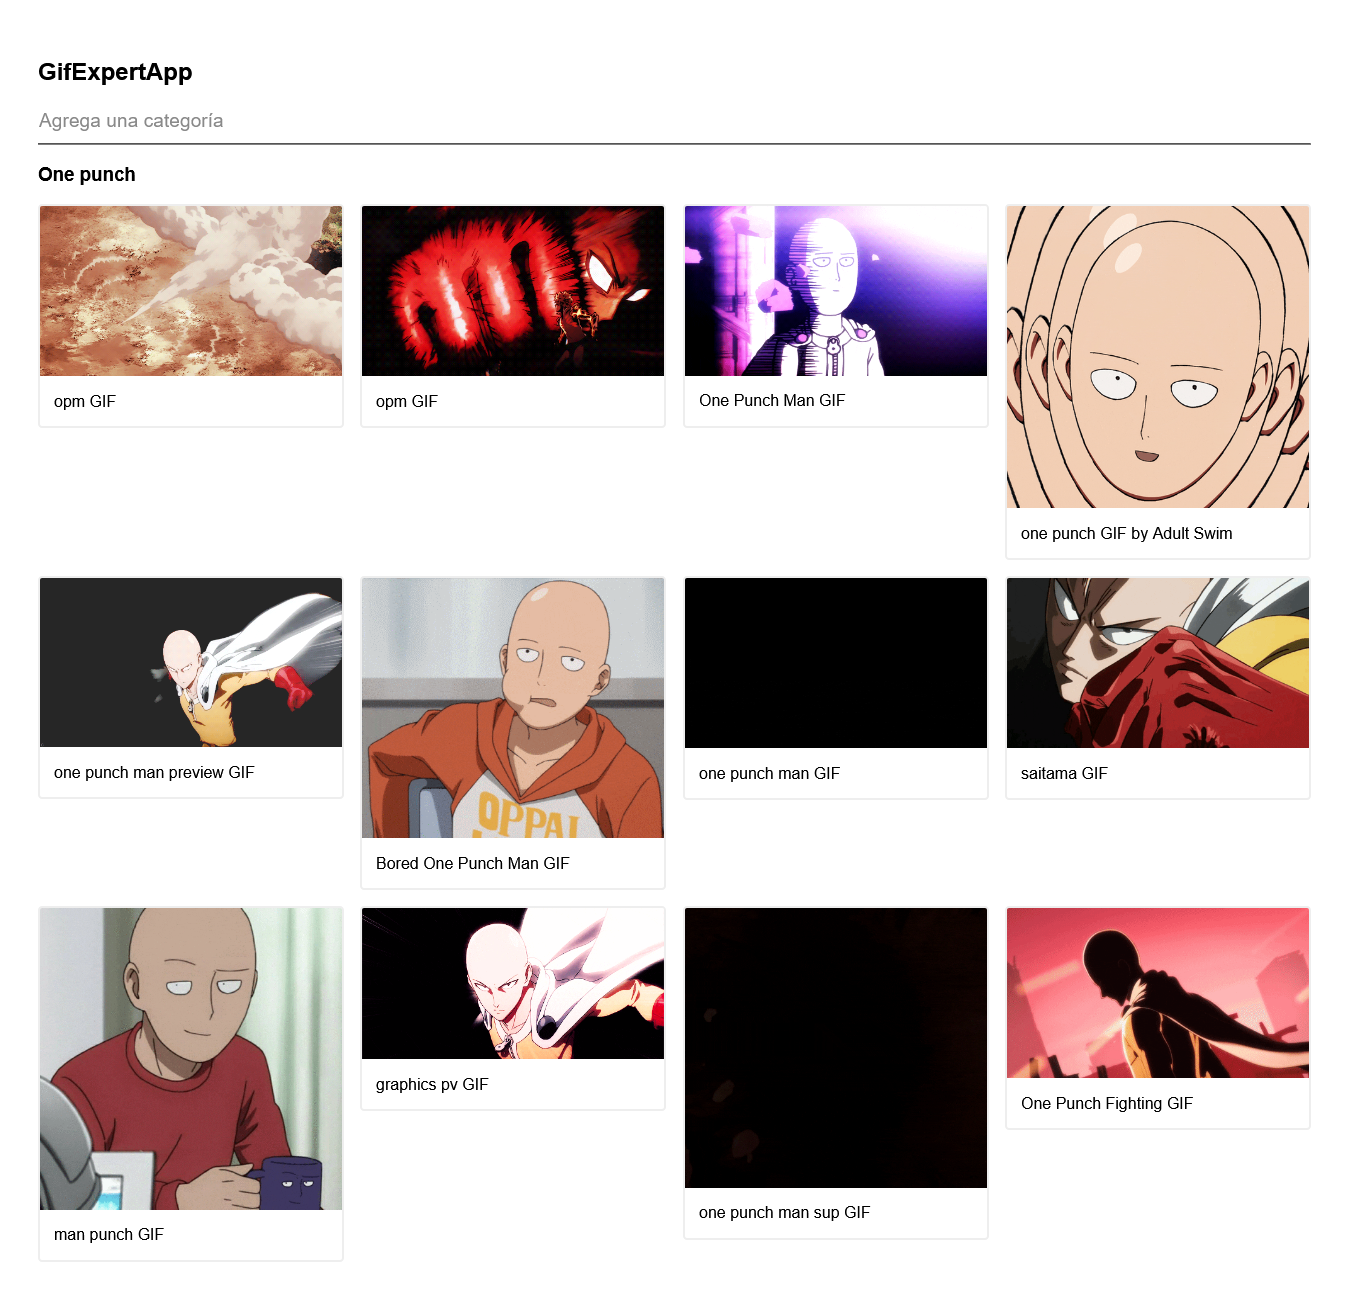 GifExpertApp
Agrega una categoría
One punch
opm GIF
opm GIF
One Punch Man GIF
one punch GIF by Adult Swim
one punch man preview GIF
OPPAI
Bored One Punch Man GIF
one punch man GIF
saitama GIF
man punch GIF
graphics pv GIF
one punch man sup GIF
One Punch Fighting GIF